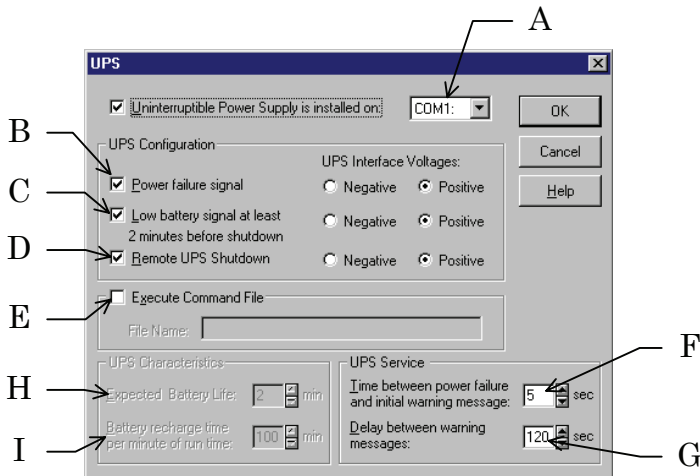 A
UPS
Uninterruptible Power Supply is installed on: COM1: OK
B
UPS Configuration
UPS Interface Voltages:
Cancel
Power failure signal Negative Positive
Help
C
Low battery signal at least
2 minutes before shutdown
Negative Positive
D
Remote UPS Shutdown Negative Positive
E
Execute Command File
File Name:
F
UPS Characteristics
UPS Service
H
Expected Battery Life: 2 min
Time between power failure
and initial warning message: 5 sec
I
Battery recharge time
per minute of run time: 100 min
Delay between warning
messages: 120 sec
G